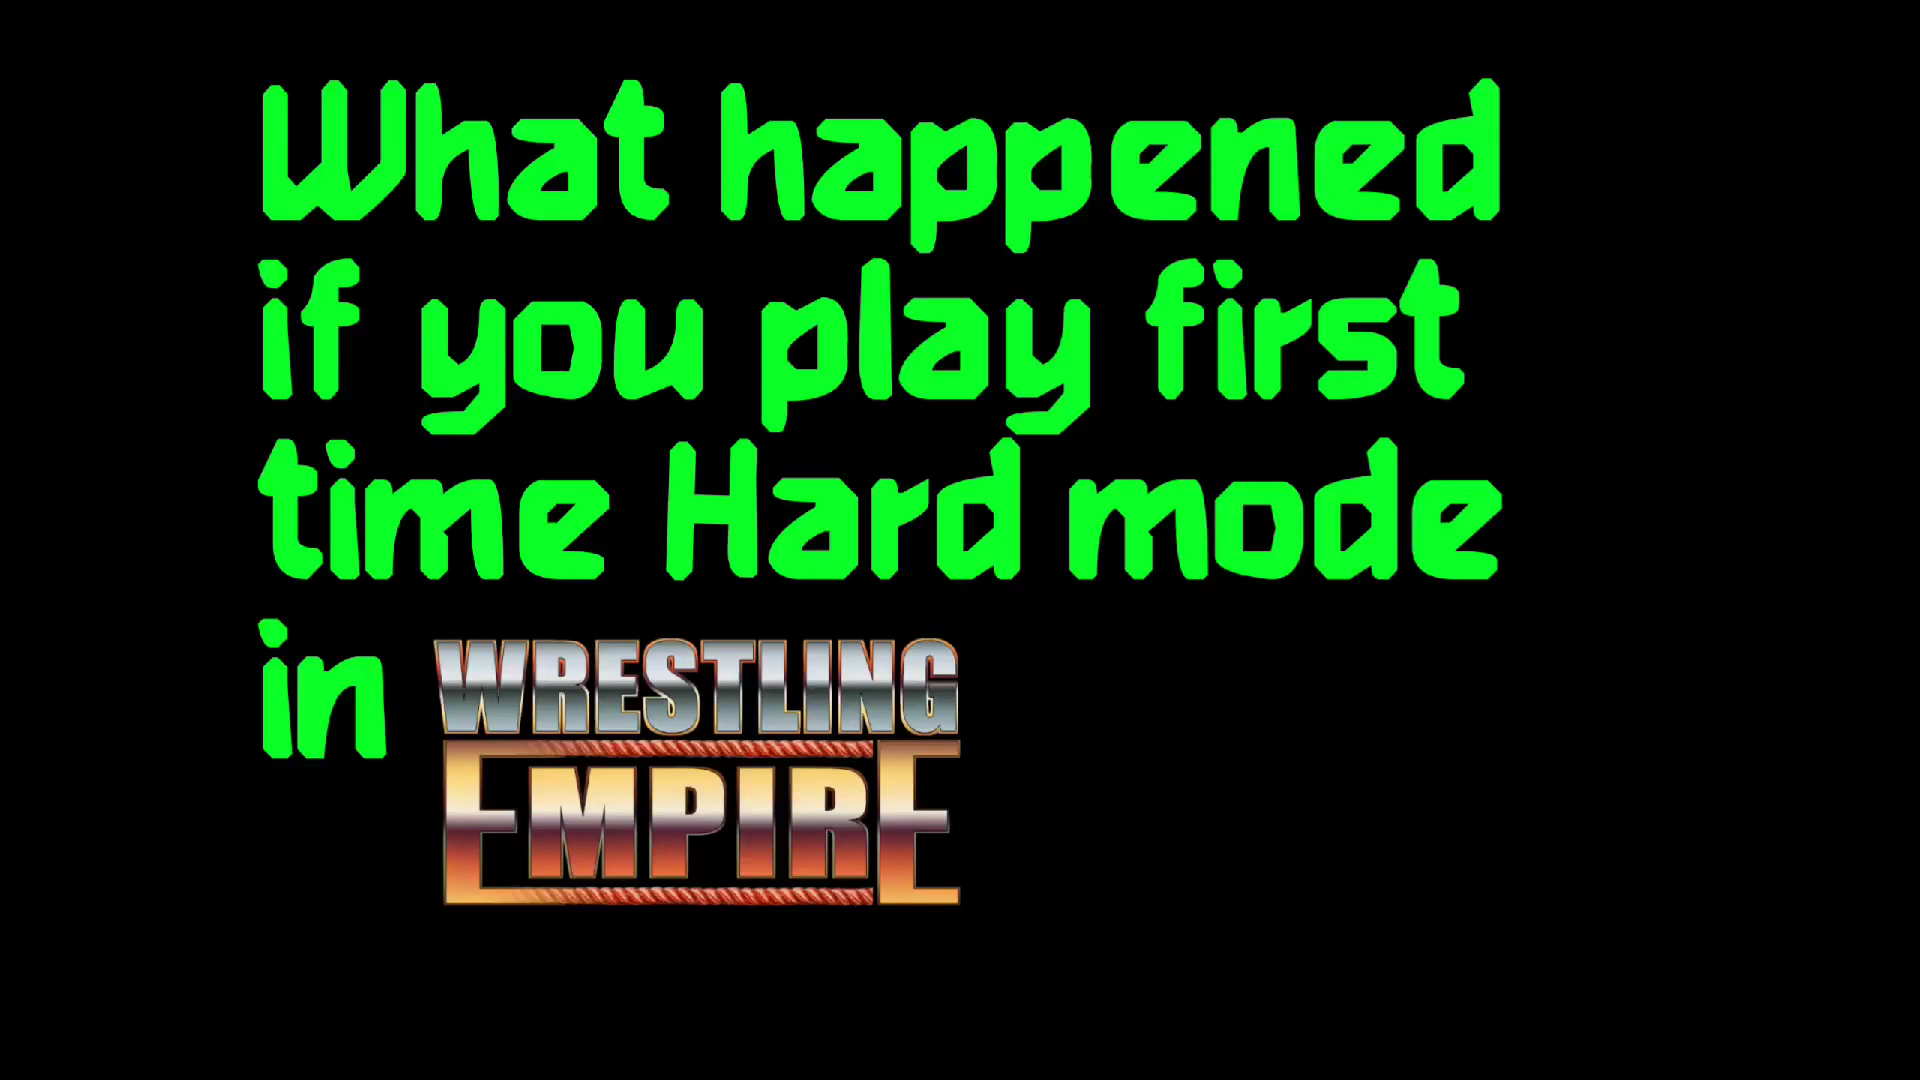 What happened
if you play first
time Hard mode
in WRESTLING
EMPIRE